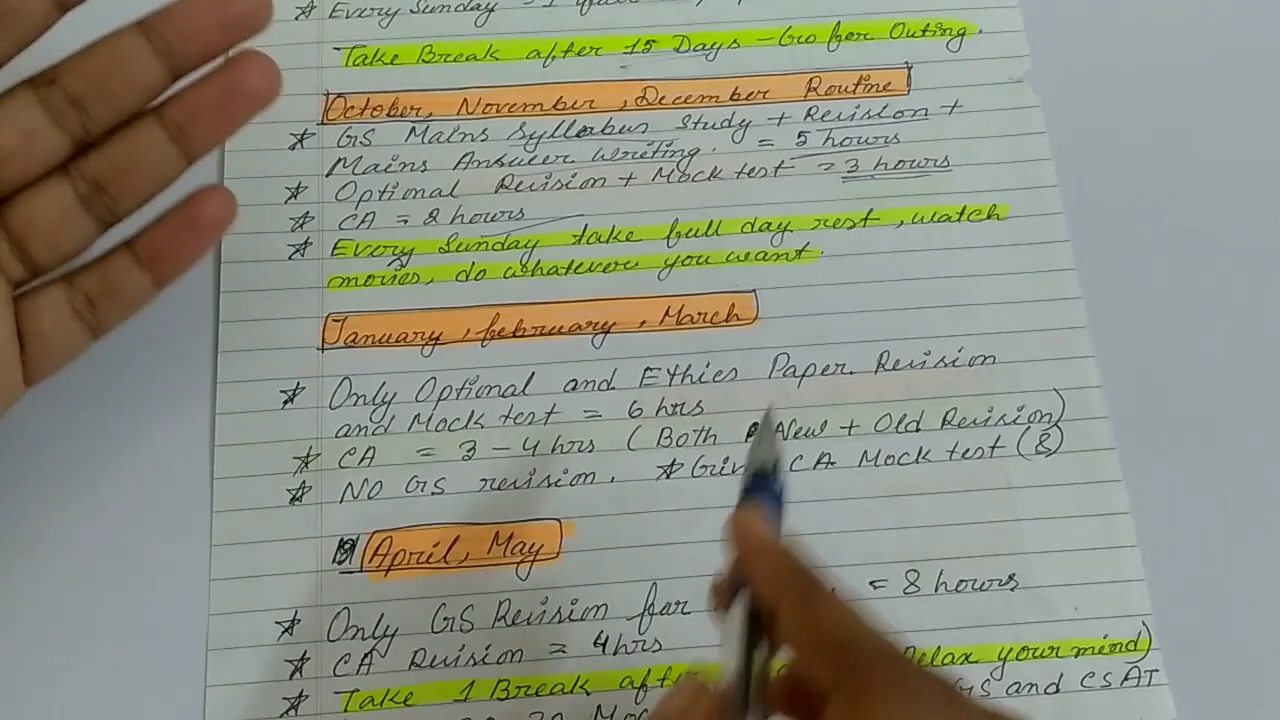 * Every Sunday - 1 full
Take Break after 15 Days - Go for Outing.
October, November, December Routine
* GS Mains Syllabus Study + Revision +
Mains Answer Writing. = 5 hours
* Optional Revision + Mock test = 3 hours
* CA = 2 hours
* Every Sunday take full day rest, watch
movies, do whatever you want.
January, february, March
* Only Optional and Ethics Paper Revision
and Mock test = 6 hrs
* CA = 3 - 4 hrs (Both New + Old Revision)
* NO GS revision. * Give CA Mock test (8)
April, May
* Only GS Revision for = 8 hours
* CA Revision = 4 hrs
* Take 1 Break after Relax your mind)
GS and CSAT